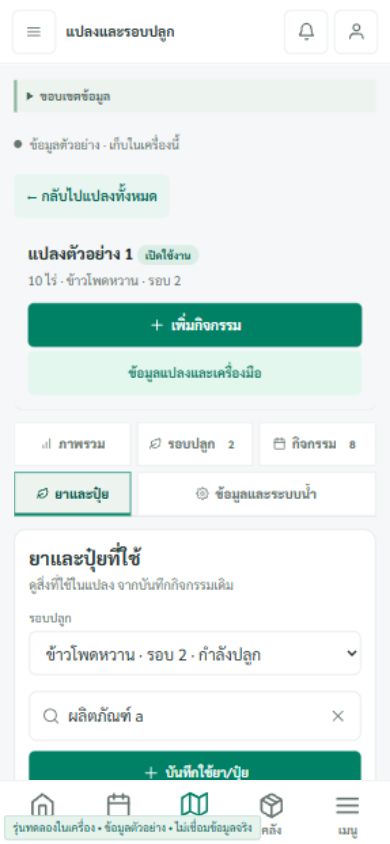 แปลงและรอบปลูก
▶ ขอบเขตข้อมูล
● ข้อมูลตัวอย่าง · เก็บในเครื่องนี้
← กลับไปแปลงทั้งหมด
แปลงตัวอย่าง 1 เปิดใช้งาน
10 ไร่ · ข้าวโพดหวาน · รอบ 2
+ เพิ่มกิจกรรม
ข้อมูลแปลงและเครื่องมือ
ภาพรวม รอบปลูก 2 กิจกรรม 8
ยาและปุ๋ย ข้อมูลและระบบน้ำ
ยาและปุ๋ยที่ใช้
ดูสิ่งที่ใช้ในแปลง จากบันทึกกิจกรรมเดิม
รอบปลูก
ข้าวโพดหวาน · รอบ 2 · กำลังปลูก
ผลิตภัณฑ์ a
+ บันทึกใช้ยา/ปุ๋ย
รุ่นทดลองในเครื่อง • ข้อมูลตัวอย่าง • ไม่เชื่อมข้อมูลจริง
คลัง เมนู